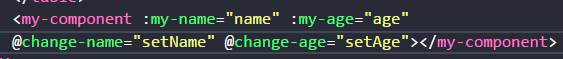 <my-component :my-name="name" :my-age="age"
@change-name="setName" @change-age="setAge"></my-component>